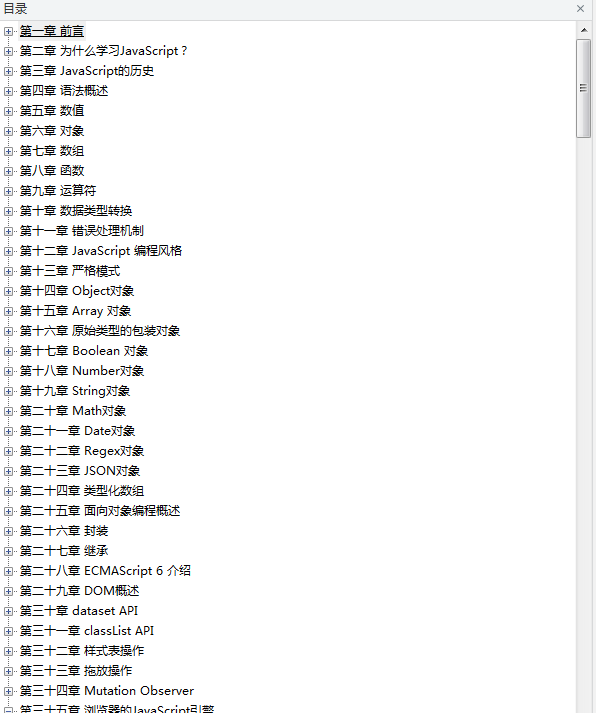 目录
第一章 前言
第二章 为什么学习JavaScript？
第三章 JavaScript的历史
第四章 语法概述
第五章 数值
第六章 对象
第七章 数组
第八章 函数
第九章 运算符
第十章 数据类型转换
第十一章 错误处理机制
第十二章 JavaScript 编程风格
第十三章 严格模式
第十四章 Object对象
第十五章 Array 对象
第十六章 原始类型的包装对象
第十七章 Boolean 对象
第十八章 Number对象
第十九章 String对象
第二十章 Math对象
第二十一章 Date对象
第二十二章 Regex对象
第二十三章 JSON对象
第二十四章 类型化数组
第二十五章 面向对象编程概述
第二十六章 封装
第二十七章 继承
第二十八章 ECMAScript 6 介绍
第二十九章 DOM概述
第三十章 dataset API
第三十一章 classList API
第三十二章 样式表操作
第三十三章 拖放操作
第三十四章 Mutation Observer
第三十五章 浏览器的JavaScript引擎